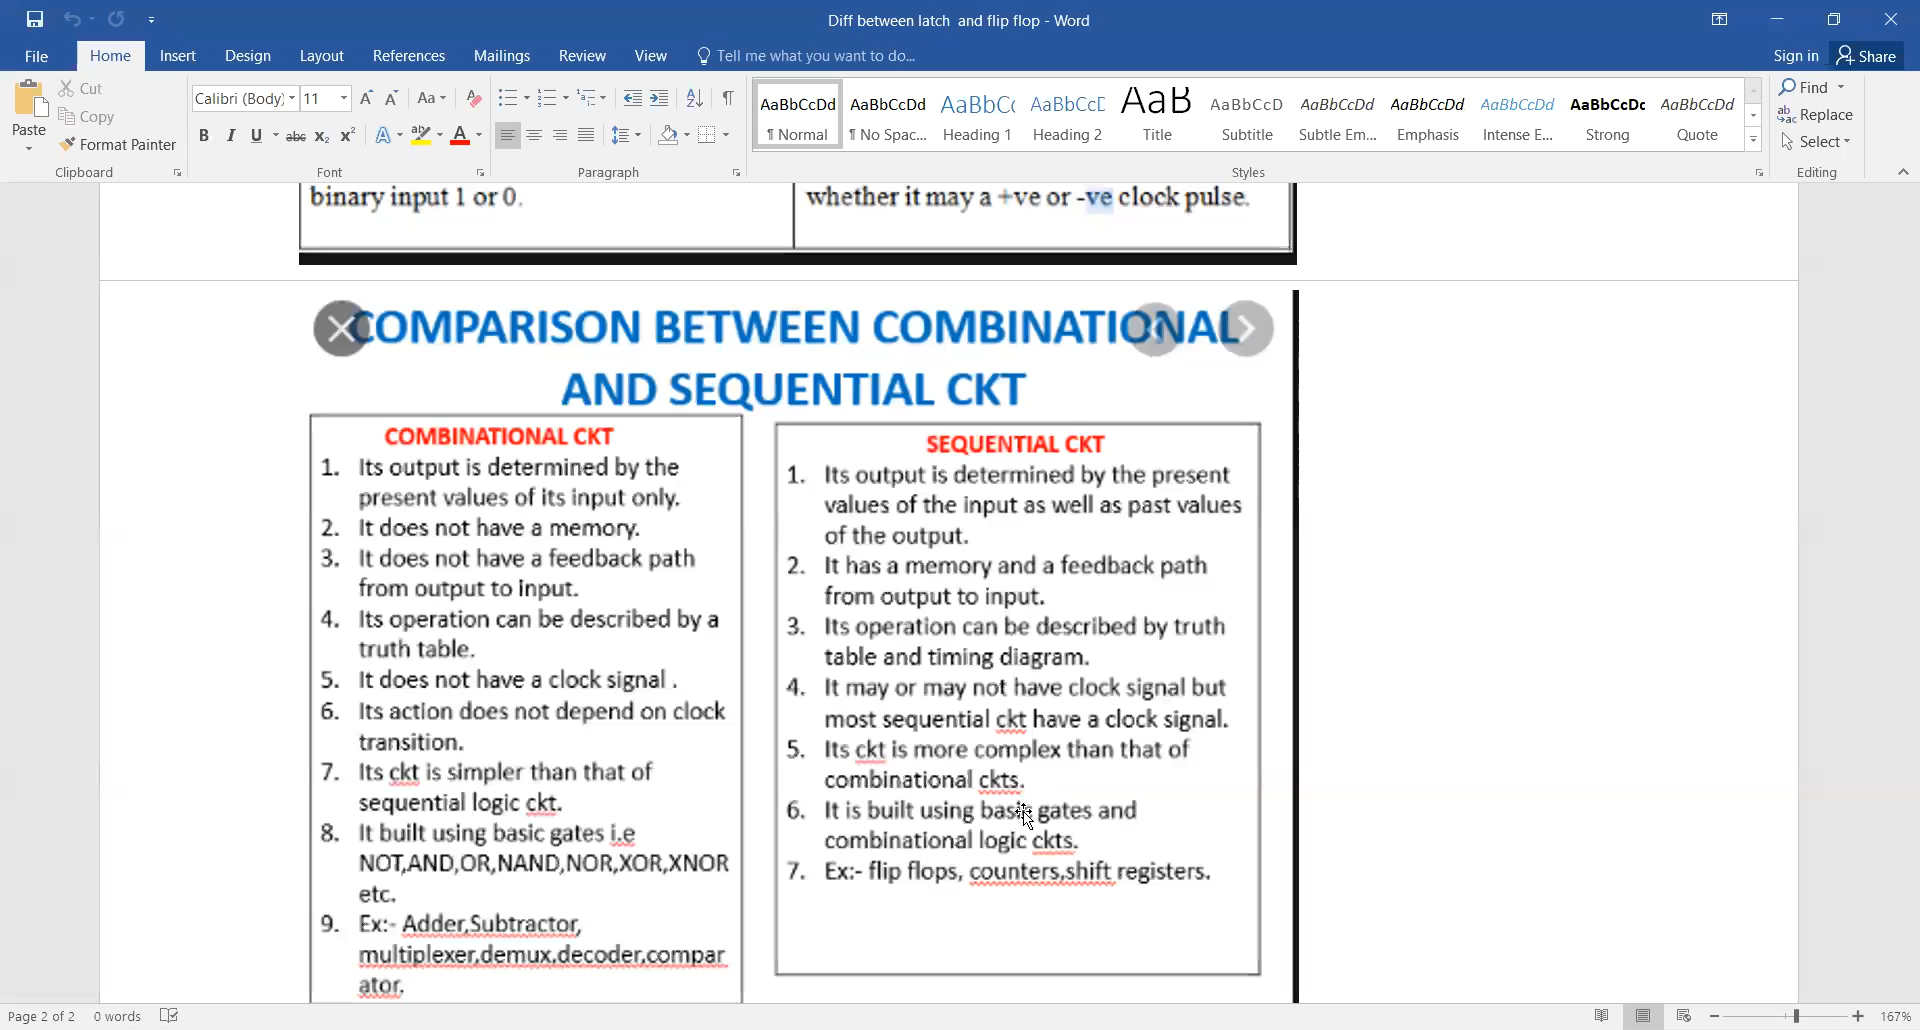 Diff between latch and flip flop - Word
File Home Insert Design Layout References Mailings Review View Tell me what you want to do... Sign in Share
Calibri (Body) 11 Aa
Cut
Copy
Format Painter
Paste
B I U abc X₂ X² A A
AaBbCcDd AaBbCcDd AaBbCc AaBbCcE AaB AaBbCcD AaBbCcDd AaBbCcDd AaBbCcDd AaBbCcDc AaBbCcDd
¶ Normal ¶ No Spac... Heading 1 Heading 2 Title Subtitle Subtle Em... Emphasis Intense E... Strong Quote
Find
Replace
Select
Clipboard Font Paragraph Styles Editing
binary input 1 or 0.
whether it may a +ve or -ve clock pulse.
COMPARISON BETWEEN COMBINATIONAL
AND SEQUENTIAL CKT
COMBINATIONAL CKT
1. Its output is determined by the
present values of its input only.
2. It does not have a memory.
3. It does not have a feedback path
from output to input.
4. Its operation can be described by a
truth table.
5. It does not have a clock signal .
6. Its action does not depend on clock
transition.
7. Its ckt is simpler than that of
sequential logic ckt.
8. It built using basic gates i.e
NOT,AND,OR,NAND,NOR,XOR,XNOR
etc.
9. Ex:- Adder,Subtractor,
multiplexer,demux,decoder,compar
ator.
SEQUENTIAL CKT
1. Its output is determined by the present
values of the input as well as past values
of the output.
2. It has a memory and a feedback path
from output to input.
3. Its operation can be described by truth
table and timing diagram.
4. It may or may not have clock signal but
most sequential ckt have a clock signal.
5. Its ckt is more complex than that of
combinational ckts.
6. It is built using basic gates and
combinational logic ckts.
7. Ex:- flip flops, counters,shift registers.
Page 2 of 2 0 words 167%